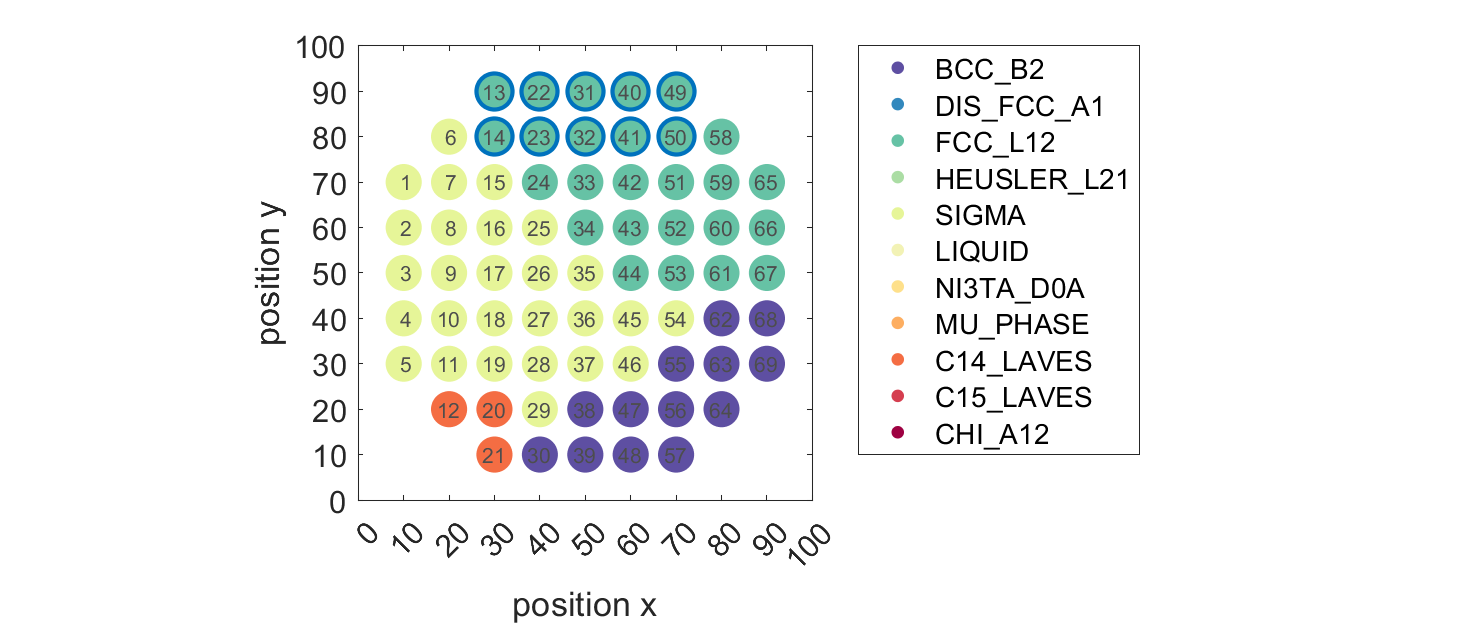 100
90
80
70
60
50
40
30
20
10
0
position y
13 22 31 40 49
6 14 23 32 41 50 58
1 7 15 24 33 42 51 59 65
2 8 16 25 34 43 52 60 66
3 9 17 26 35 44 53 61 67
4 10 18 27 36 45 54 62 68
5 11 19 28 37 46 55 63 69
12 20 29 38 47 56 64
21 30 39 48 57
0 10 20 30 40 50 60 70 80 90 100
position x
BCC_B2
DIS_FCC_A1
FCC_L12
HEUSLER_L21
SIGMA
LIQUID
NI3TA_D0A
MU_PHASE
C14_LAVES
C15_LAVES
CHI_A12